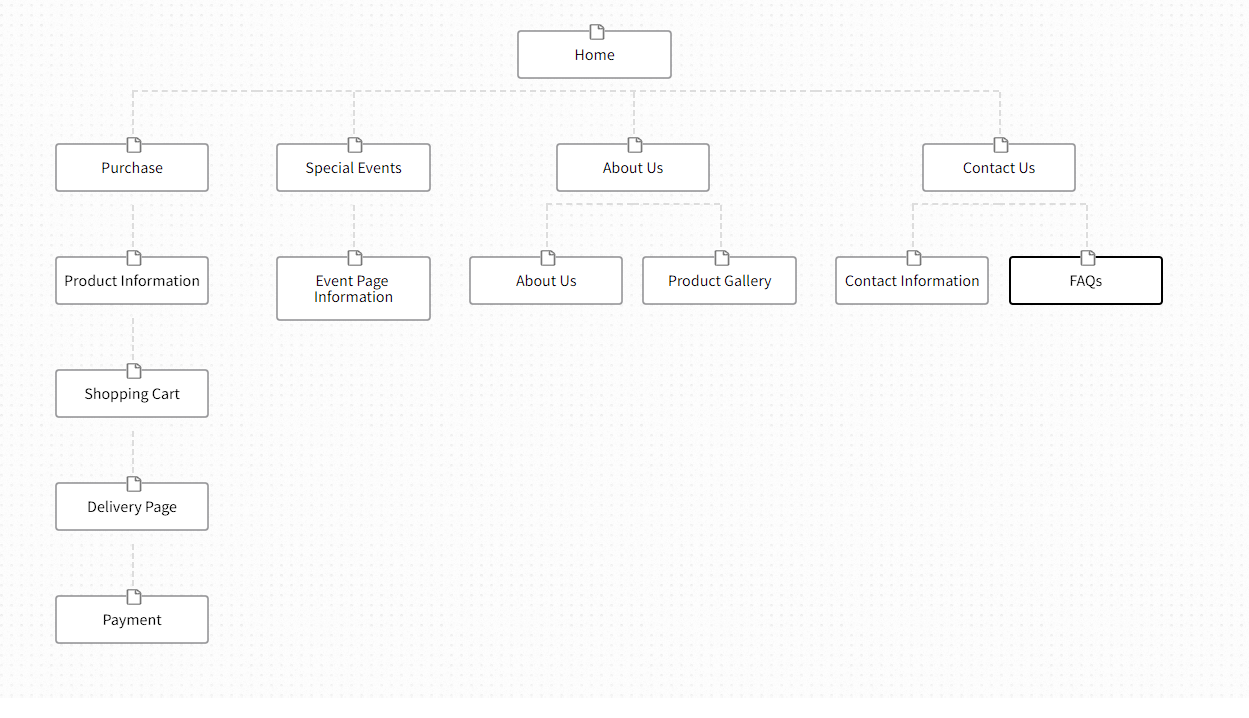 Home
Purchase
Special Events
About Us
Contact Us
Product Information
Event Page
Information
About Us
Product Gallery
Contact Information
FAQs
Shopping Cart
Delivery Page
Payment